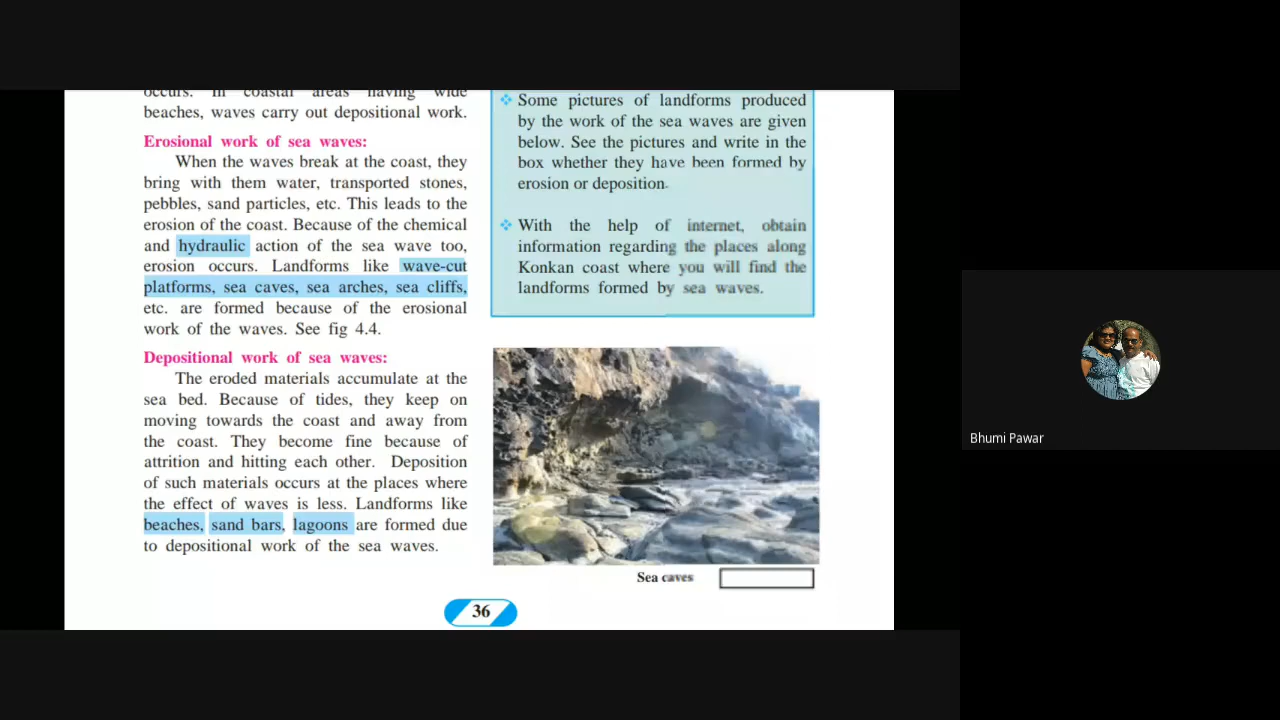 occurs. In coastal areas having wide
beaches, waves carry out depositional work.
Erosional work of sea waves:
When the waves break at the coast, they
bring with them water, transported stones,
pebbles, sand particles, etc. This leads to the
erosion of the coast. Because of the chemical
and hydraulic action of the sea wave too,
erosion occurs. Landforms like wave-cut
platforms, sea caves, sea arches, sea cliffs,
etc. are formed because of the erosional
work of the waves. See fig 4.4.
Depositional work of sea waves:
The eroded materials accumulate at the
sea bed. Because of tides, they keep on
moving towards the coast and away from
the coast. They become fine because of
attrition and hitting each other. Deposition
of such materials occurs at the places where
the effect of waves is less. Landforms like
beaches, sand bars, lagoons are formed due
to depositional work of the sea waves.
❖ Some pictures of landforms produced
by the work of the sea waves are given
below. See the pictures and write in the
box whether they have been formed by
erosion or deposition.
❖ With the help of internet, obtain
information regarding the places along
Konkan coast where you will find the
landforms formed by sea waves.
Sea caves
36
Bhumi Pawar